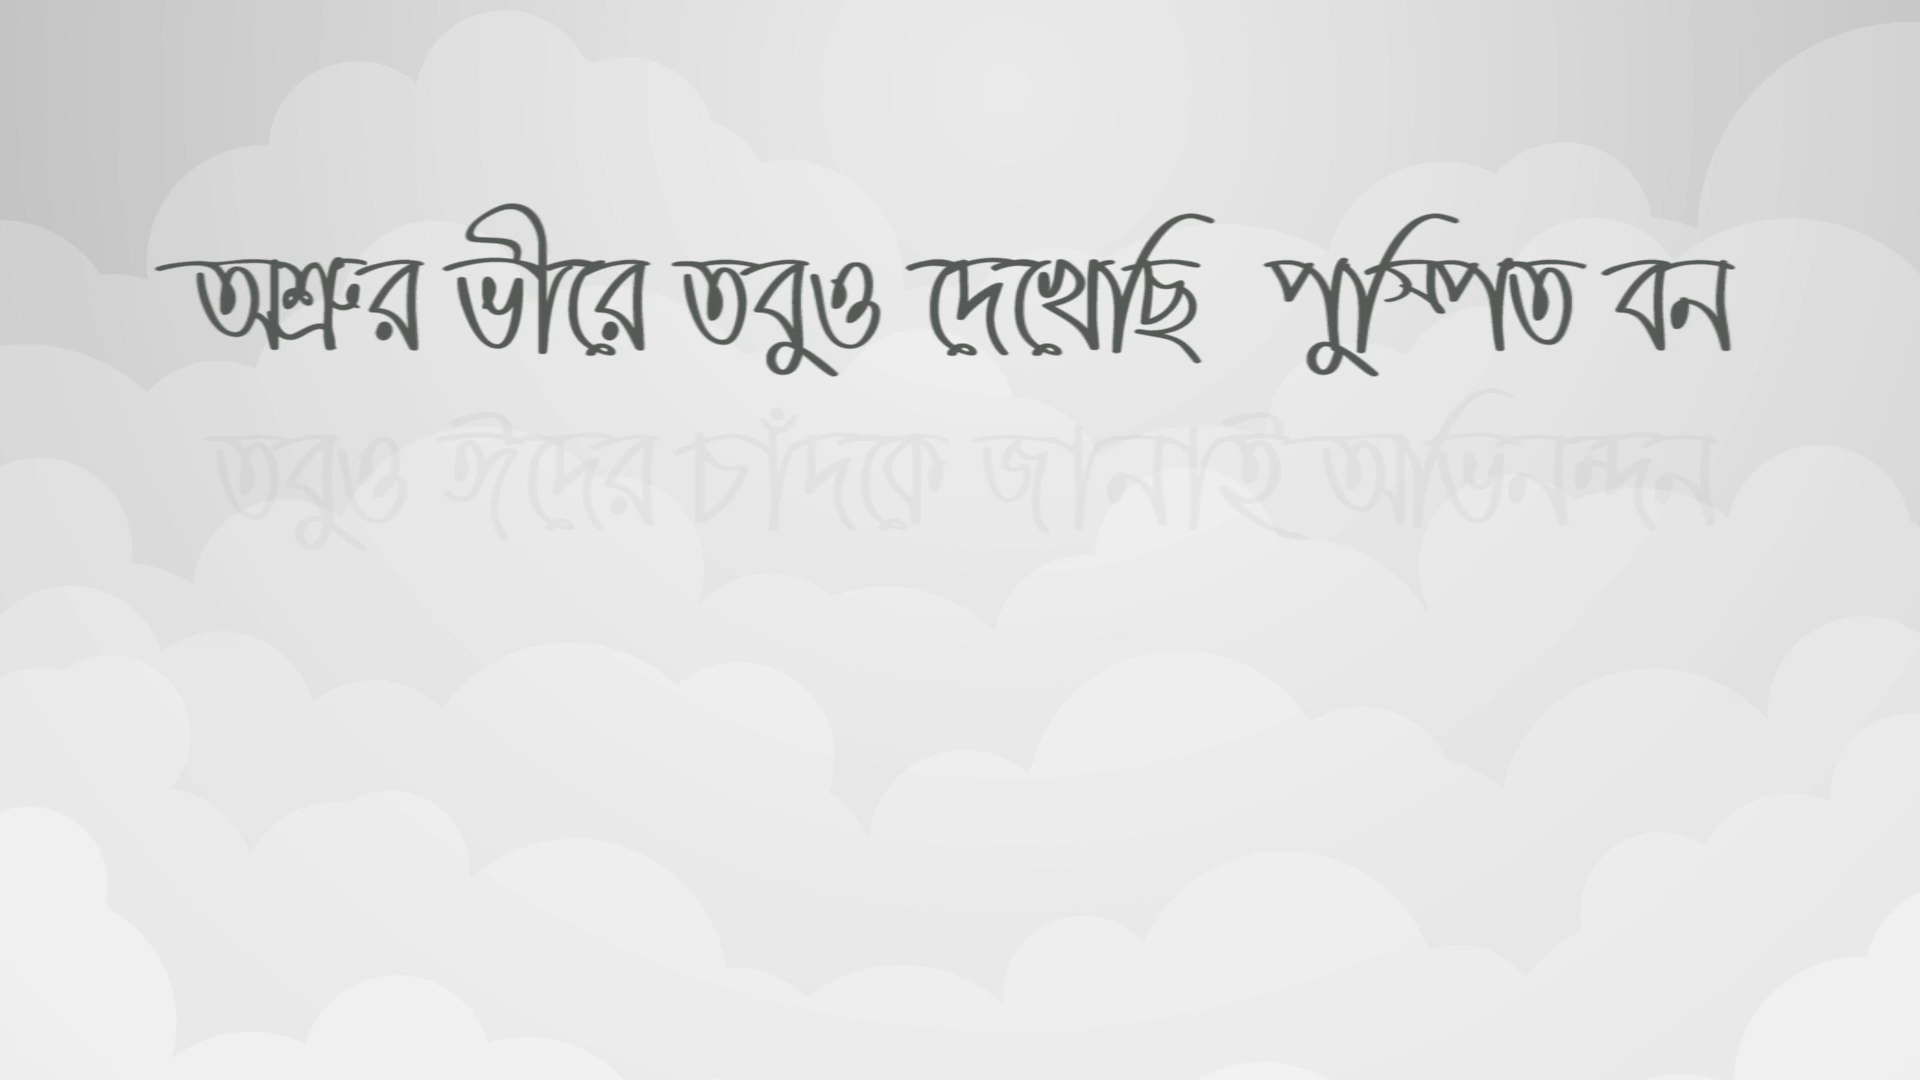 অশ্রুর ভীরে তবুও দেখেছি পুস্পিত বন
তবুও ঈদের চাঁদকে জানাই অভিনন্দন